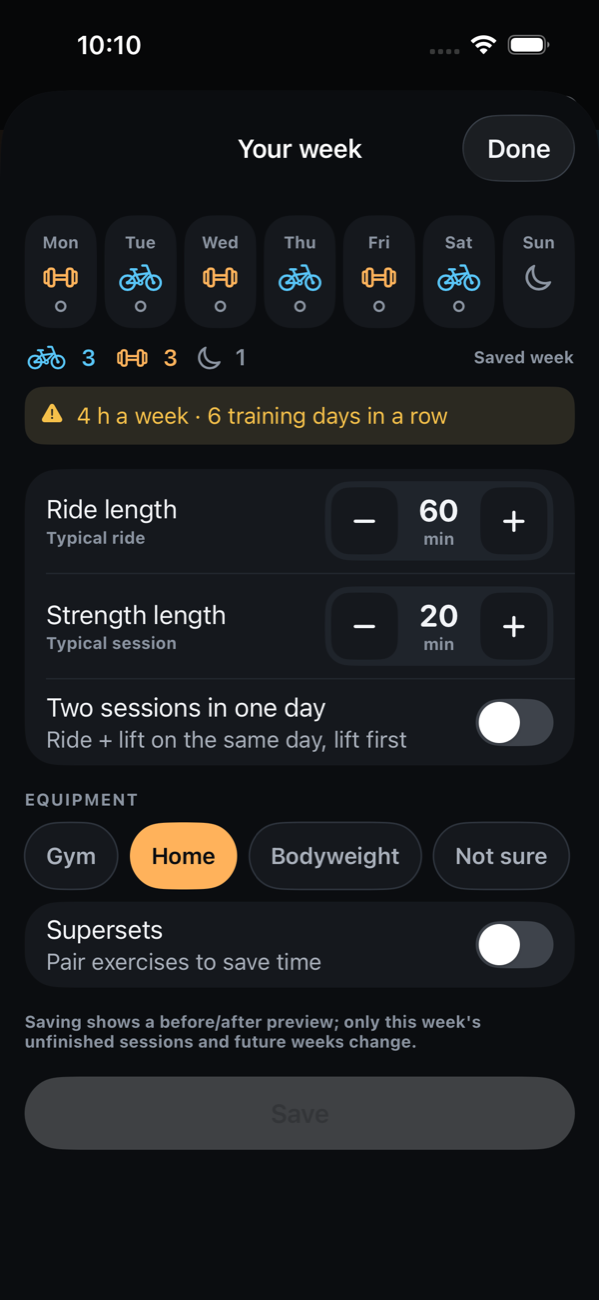 10:10
Your week
Done
Mon Tue Wed Thu Fri Sat Sun
3 3 1 Saved week
4 h a week · 6 training days in a row
Ride length
Typical ride
− 60 +
min
Strength length
Typical session
− 20 +
min
Two sessions in one day
Ride + lift on the same day, lift first
EQUIPMENT
Gym Home Bodyweight Not sure
Supersets
Pair exercises to save time
Saving shows a before/after preview; only this week's
unfinished sessions and future weeks change.
Save